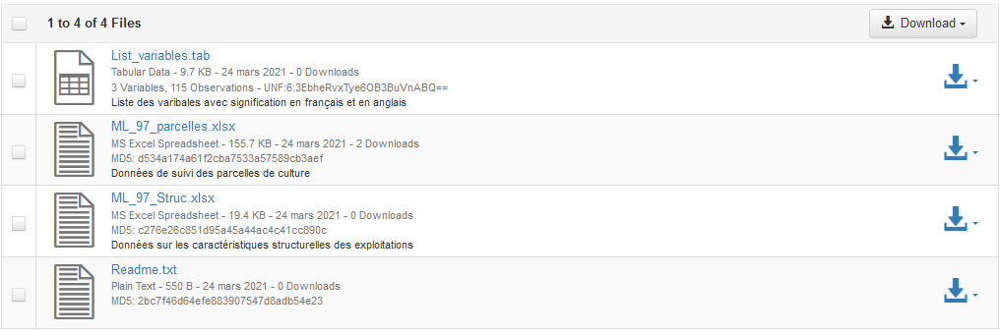 1 to 4 of 4 Files
Download
List_variables.tab
Tabular Data - 9.7 KB - 24 mars 2021 - 0 Downloads
3 Variables, 115 Observations - UNF:6:3EbheRvxTye6OB3BuVnABQ==
Liste des varibales avec signification en français et en anglais
ML_97_parcelles.xlsx
MS Excel Spreadsheet - 155.7 KB - 24 mars 2021 - 2 Downloads
MD5: d534a174a61f2cba7533a57589cb3aef
Données de suivi des parcelles de culture
ML_97_Struc.xlsx
MS Excel Spreadsheet - 19.4 KB - 24 mars 2021 - 0 Downloads
MD5: c276e26c851d95a45a44ac4c41cc890c
Données sur les caractéristiques structurelles des exploitations
Readme.txt
Plain Text - 550 B - 24 mars 2021 - 0 Downloads
MD5: 2bc7f46d64efe883907547d8adb54e23